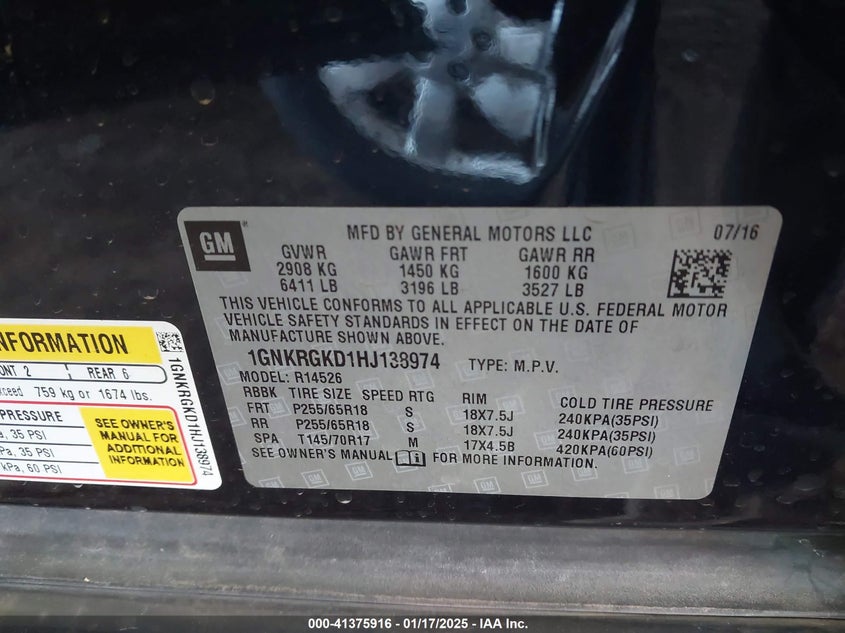 GM
MFD BY GENERAL MOTORS LLC 07/16
GVWR GAWR FRT GAWR RR
2908 KG 1450 KG 1600 KG
6411 LB 3196 LB 3527 LB
THIS VEHICLE CONFORMS TO ALL APPLICABLE U.S. FEDERAL MOTOR
VEHICLE SAFETY STANDARDS IN EFFECT ON THE DATE OF
MANUFACTURE SHOWN ABOVE.
1GNKRGKD1HJ138974 TYPE: M.P.V.
MODEL: R14526
RBBK TIRE SIZE SPEED RTG RIM COLD TIRE PRESSURE
FRT P255/65R18 S 18X7.5J 240KPA(35PSI)
RR P255/65R18 S 18X7.5J 240KPA(35PSI)
SPA T145/70R17 M 17X4.5B 420KPA(60PSI)
SEE OWNER'S MANUAL FOR MORE INFORMATION.
INFORMATION
2 REAR 6
759 kg or 1674 lbs.
PRESSURE
35 PSI
35 PSI
kPa, 60 PSI
SEE OWNER'S
MANUAL FOR
ADDITIONAL
INFORMATION
1GNKRGKD1HJ138974
000-41375916 — 01/17/2025 — IAA Inc.